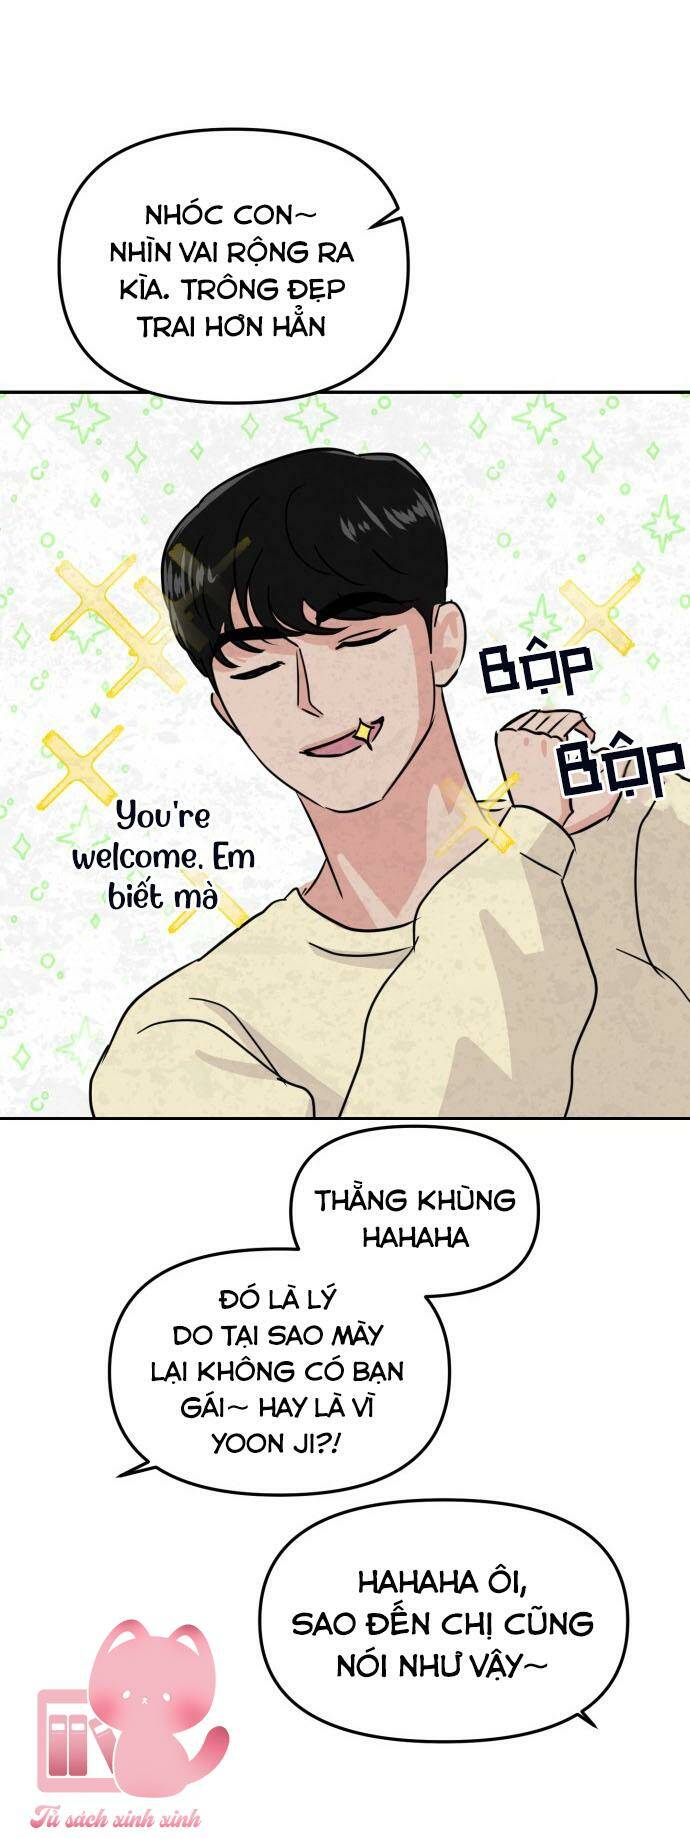 NHÓC CON~
NHÌN VAI RỘNG RA
KÌA. TRÔNG ĐẸP
TRAI HƠN HẲN
BỘP
BỘP
You're
welcome. Em
biết mà
THẰNG KHÙNG
HAHAHA
ĐÓ LÀ LÝ
DO TẠI SAO MÀY
LẠI KHÔNG CÓ BẠN
GÁI~ HAY LÀ VÌ
YOON JI?!
HAHAHA ÔI,
SAO ĐẾN CHỊ CŨNG
NÓI NHƯ VẬY~
Tủ sách xinh xinh